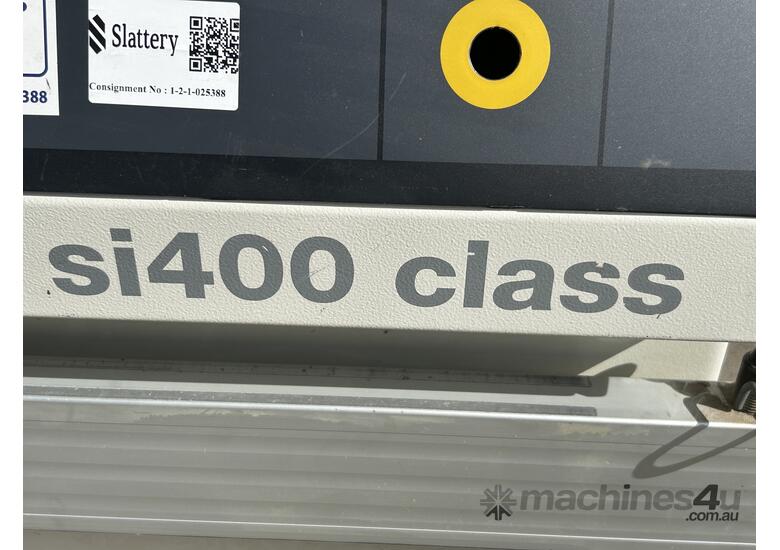 Slattery
Consignment No : 1-2-1-025388
388
si400 class
machines4u
.com.au